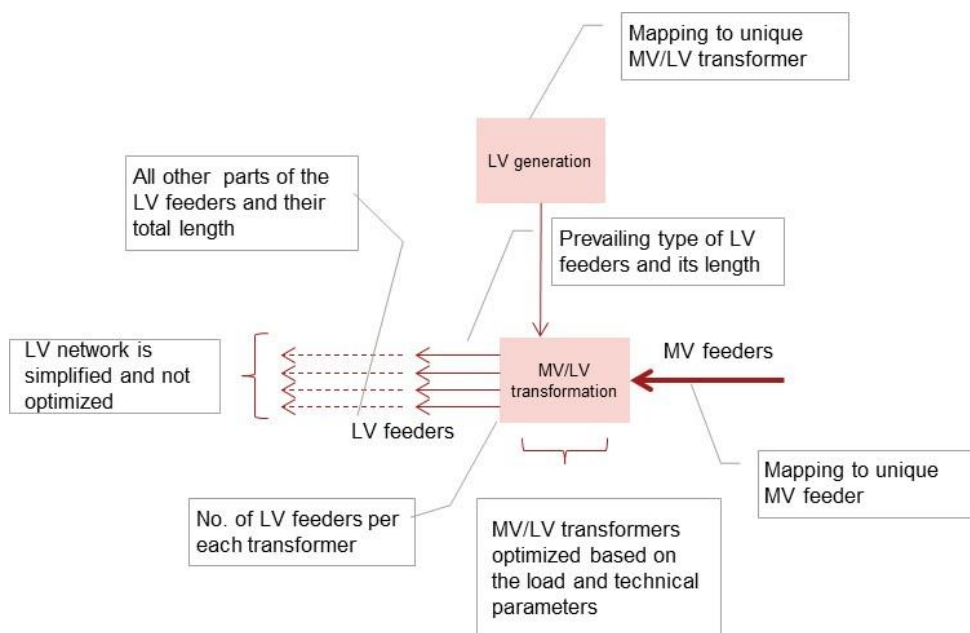 Mapping to unique
MV/LV transformer
LV generation
All other parts of the
LV feeders and their
total length
Prevailing type of LV
feeders and its length
LV network is
simplified and not
optimized
MV/LV
transformation
MV feeders
LV feeders
Mapping to unique
MV feeder
No. of LV feeders per
each transformer
MV/LV transformers
optimized based on
the load and technical
parameters